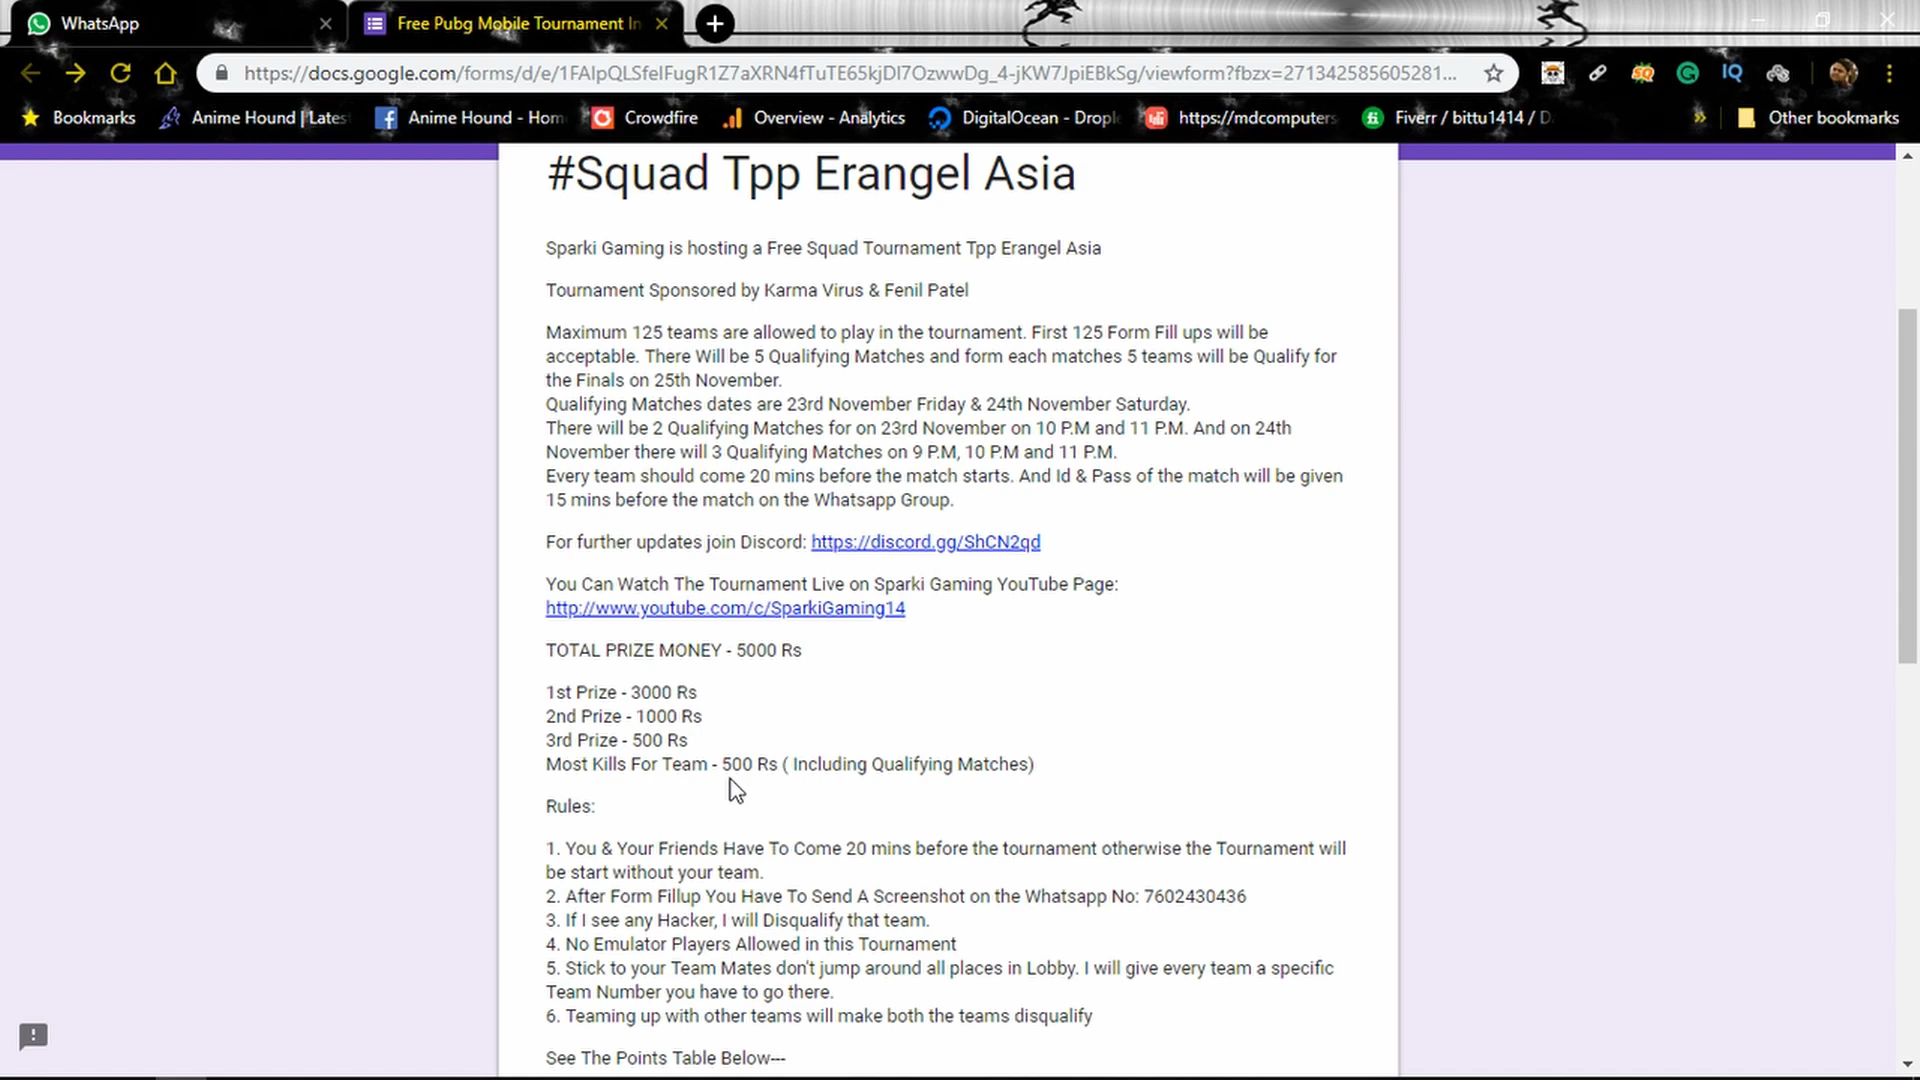 WhatsApp
Free Pubg Mobile Tournament In
https://docs.google.com/forms/d/e/1FAIpQLSfeIFugR1Z7aXRN4fTuTE65kjDI7OzwwDg_4-jKW7JpiEBkSg/viewform?fbzx=271342585605281...
Bookmarks
Anime Hound | Lates
Anime Hound - Hom
Crowdfire
Overview - Analytics
DigitalOcean - Drople
https://mdcomputers
Fiverr / bittu1414 / D
Other bookmarks
#Squad Tpp Erangel Asia
Sparki Gaming is hosting a Free Squad Tournament Tpp Erangel Asia
Tournament Sponsored by Karma Virus & Fenil Patel
Maximum 125 teams are allowed to play in the tournament. First 125 Form Fill ups will be
acceptable. There Will be 5 Qualifying Matches and form each matches 5 teams will be Qualify for
the Finals on 25th November.
Qualifying Matches dates are 23rd November Friday & 24th November Saturday.
There will be 2 Qualifying Matches for on 23rd November on 10 P.M and 11 P.M. And on 24th
November there will 3 Qualifying Matches on 9 P.M, 10 P.M and 11 P.M.
Every team should come 20 mins before the match starts. And Id & Pass of the match will be given
15 mins before the match on the Whatsapp Group.
For further updates join Discord: https://discord.gg/ShCN2qd
You Can Watch The Tournament Live on Sparki Gaming YouTube Page:
http://www.youtube.com/c/SparkiGaming14
TOTAL PRIZE MONEY - 5000 Rs
1st Prize - 3000 Rs
2nd Prize - 1000 Rs
3rd Prize - 500 Rs
Most Kills For Team - 500 Rs ( Including Qualifying Matches)
Rules:
1. You & Your Friends Have To Come 20 mins before the tournament otherwise the Tournament will
be start without your team.
2. After Form Fillup You Have To Send A Screenshot on the Whatsapp No: 7602430436
3. If I see any Hacker, I will Disqualify that team.
4. No Emulator Players Allowed in this Tournament
5. Stick to your Team Mates don't jump around all places in Lobby. I will give every team a specific
Team Number you have to go there.
6. Teaming up with other teams will make both the teams disqualify
See The Points Table Below---